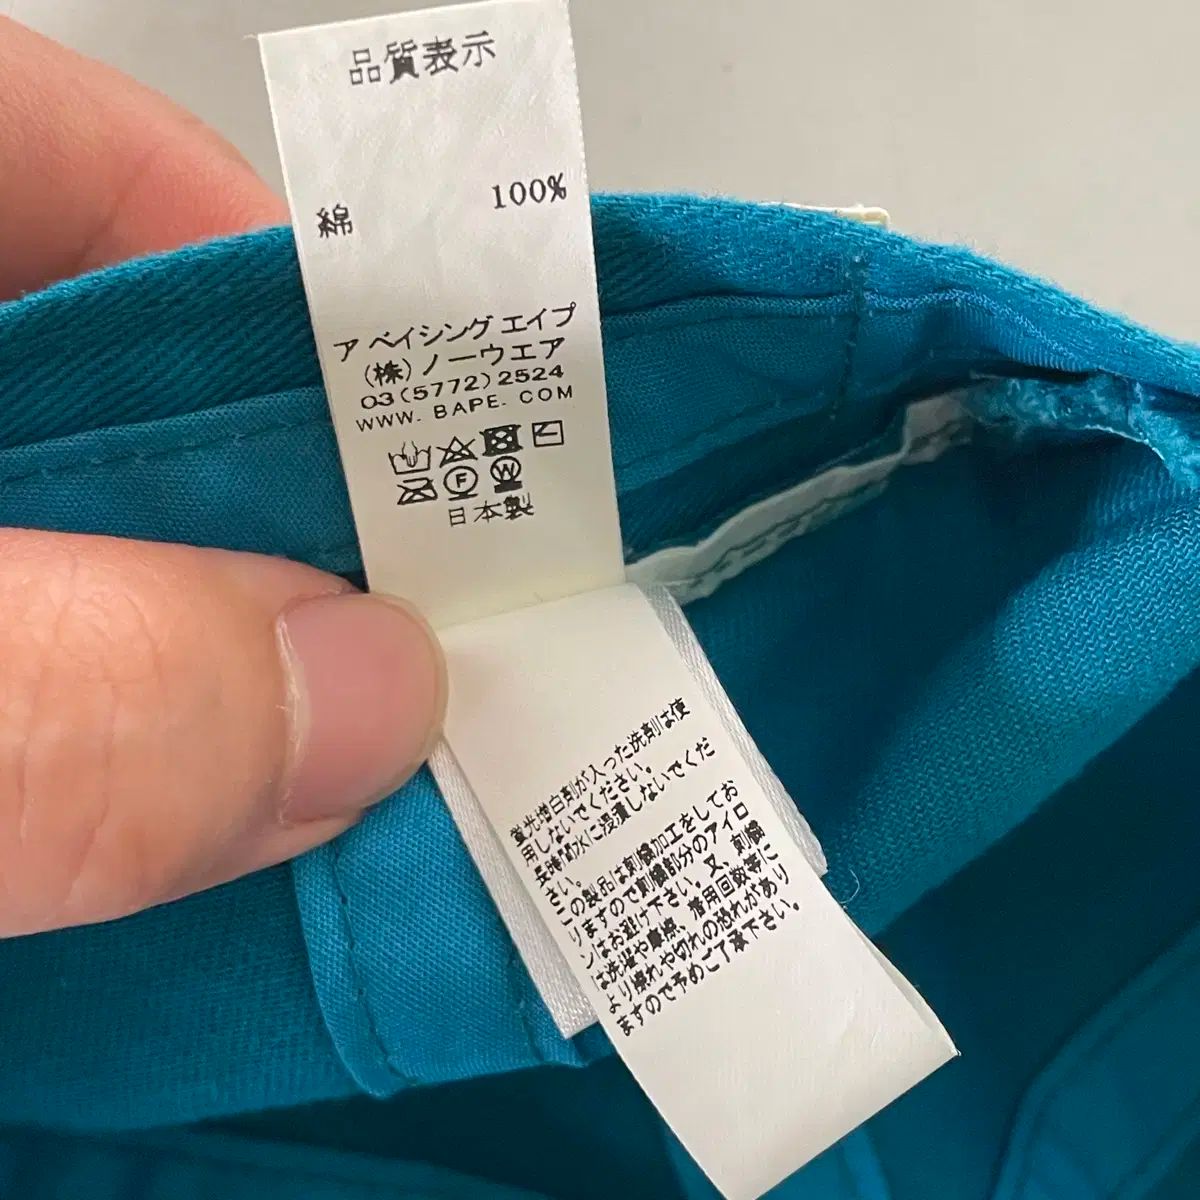 品質表示
綿 100%
ア ベイシング エイプ
(株) ノーウエア
03(5772)2524
WWW. BAPE. COM
F W
日本製
蛍光増白剤が入った洗剤は使
用しないでください。
長時間水に浸漬しないでくだ
さい。
この製品は刺繍加工をしてお
りますので刺繍部分のアイロ
ンはお避け下さい。又、刺繍
は洗濯や摩擦、着用回数等に
より擦れや切れの恐れがあり
ますので予めご了承下さい。